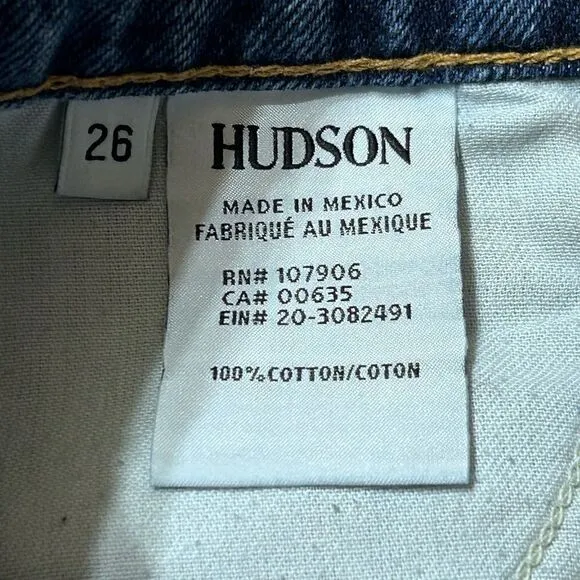 26
HUDSON
MADE IN MEXICO
FABRIQUÉ AU MEXIQUE
RN# 107906
CA# 00635
EIN# 20-3082491
100% COTTON/COTON